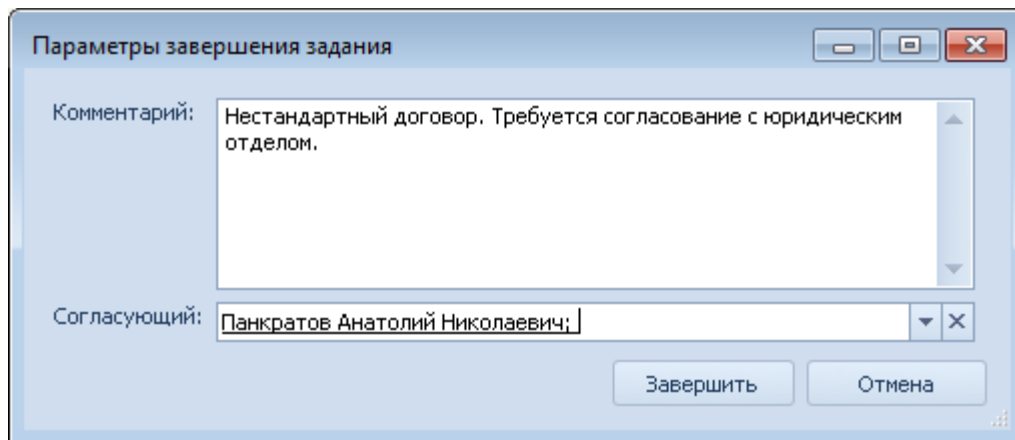 Параметры завершения задания
Комментарий:
Нестандартный договор. Требуется согласование с юридическим
отделом.
Согласующий:
Панкратов Анатолий Николаевич;
Завершить
Отмена